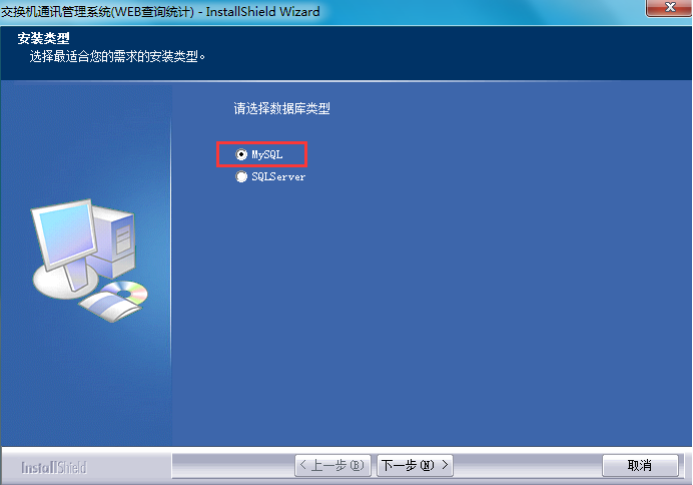 交换机通讯管理系统(WEB查询统计) - InstallShield Wizard
安装类型
选择最适合您的需求的安装类型。
请选择数据库类型
MySQL
SQLServer
InstallShield
< 上一步(B) 下一步(N) > 取消